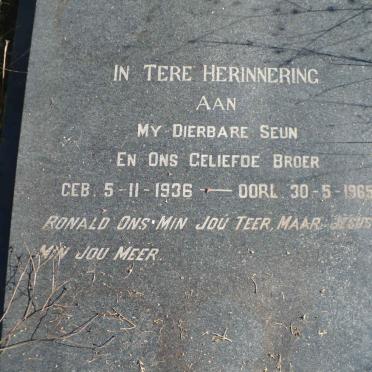 IN TERE HERINNERING
AAN
MY DIERBARE SEUN
EN ONS GELIEFDE BROER
GEB. 5-11-1936 — OORL. 30-5-1965
RONALD ONS MIN JOU TEER, MAAR JESUS
MIN JOU MEER.